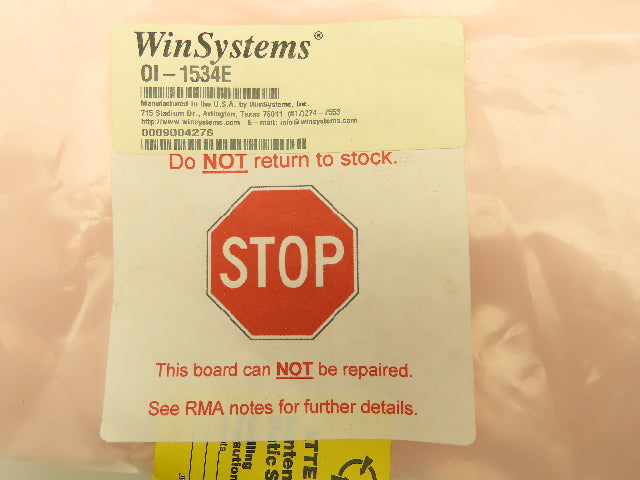 WinSystems®
OI-1534E
Manufactured in the U.S.A. by WinSystems, Inc.
715 Stadium Dr., Arlington, Texas 76011 (817)274-7553
http://www.winsystems.com E-mail: info@winsystems.com
0009004276
Do NOT return to stock.
STOP
This board can NOT be repaired.
See RMA notes for further details.